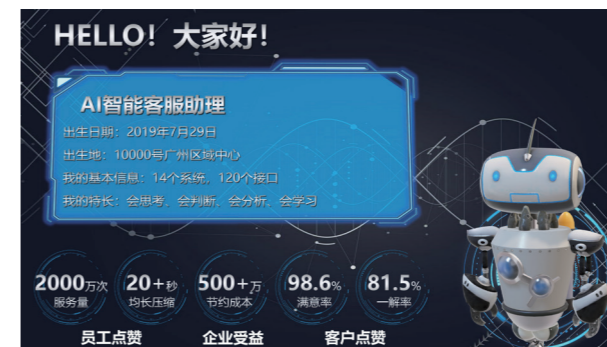 HELLO！大家好！
AI智能客服助理
出生日期：2019年7月29日
出生地：10000号广州区域中心
我的基本信息：14个系统、120个接口
我的特长：会思考、会判断、会分析、会学习
2000万次 20+秒 500+万 98.6% 81.5%
服务量 均长压缩 节约成本 满意率 一解率
员工点赞 企业受益 客户点赞